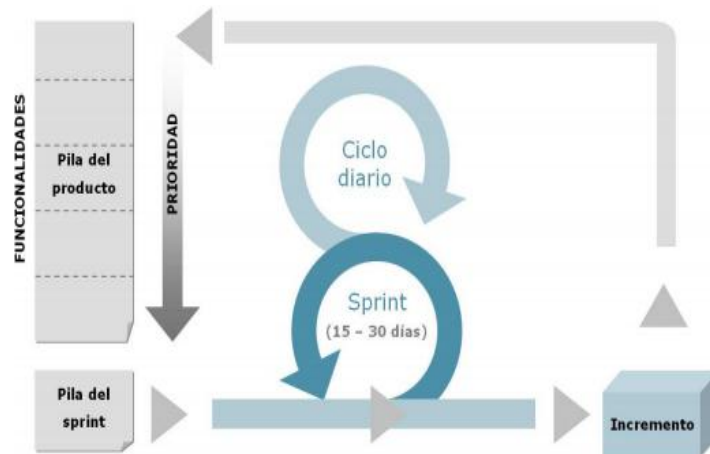 FUNCIONALIDADES
Pila del
producto
PRIORIDAD
Ciclo
diario
Sprint
(15 – 30 días)
Pila del
sprint
Incremento